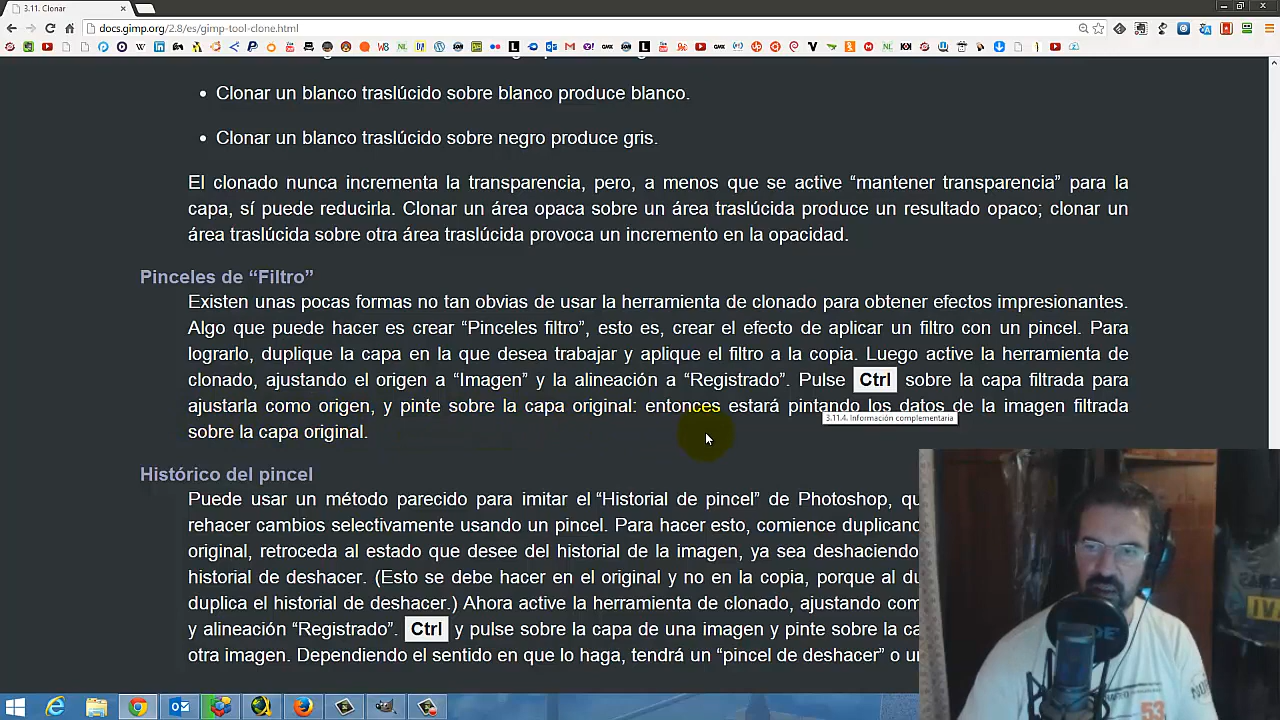 3.11. Clonar
docs.gimp.org/2.8/es/gimp-tool-clone.html
• Clonar un blanco traslúcido sobre blanco produce blanco.
• Clonar un blanco traslúcido sobre negro produce gris.
El clonado nunca incrementa la transparencia, pero, a menos que se active “mantener transparencia” para la
capa, sí puede reducirla. Clonar un área opaca sobre un área traslúcida produce un resultado opaco; clonar un
área traslúcida sobre otra área traslúcida provoca un incremento en la opacidad.
Pinceles de “Filtro”
Existen unas pocas formas no tan obvias de usar la herramienta de clonado para obtener efectos impresionantes.
Algo que puede hacer es crear “Pinceles filtro”, esto es, crear el efecto de aplicar un filtro con un pincel. Para
lograrlo, duplique la capa en la que desea trabajar y aplique el filtro a la copia. Luego active la herramienta de
clonado, ajustando el origen a “Imagen” y la alineación a “Registrado”. Pulse Ctrl sobre la capa filtrada para
ajustarla como origen, y pinte sobre la capa original: entonces estará pintando los datos de la imagen filtrada
3.11.4. Información complementaria
sobre la capa original.
Histórico del pincel
Puede usar un método parecido para imitar el “Historial de pincel” de Photoshop, qu
rehacer cambios selectivamente usando un pincel. Para hacer esto, comience duplicand
original, retroceda al estado que desee del historial de la imagen, ya sea deshaciendo
historial de deshacer. (Esto se debe hacer en el original y no en la copia, porque al du
duplica el historial de deshacer.) Ahora active la herramienta de clonado, ajustando com
y alineación “Registrado”. Ctrl y pulse sobre la capa de una imagen y pinte sobre la ca
otra imagen. Dependiendo el sentido en que lo haga, tendrá un “pincel de deshacer” o u
53